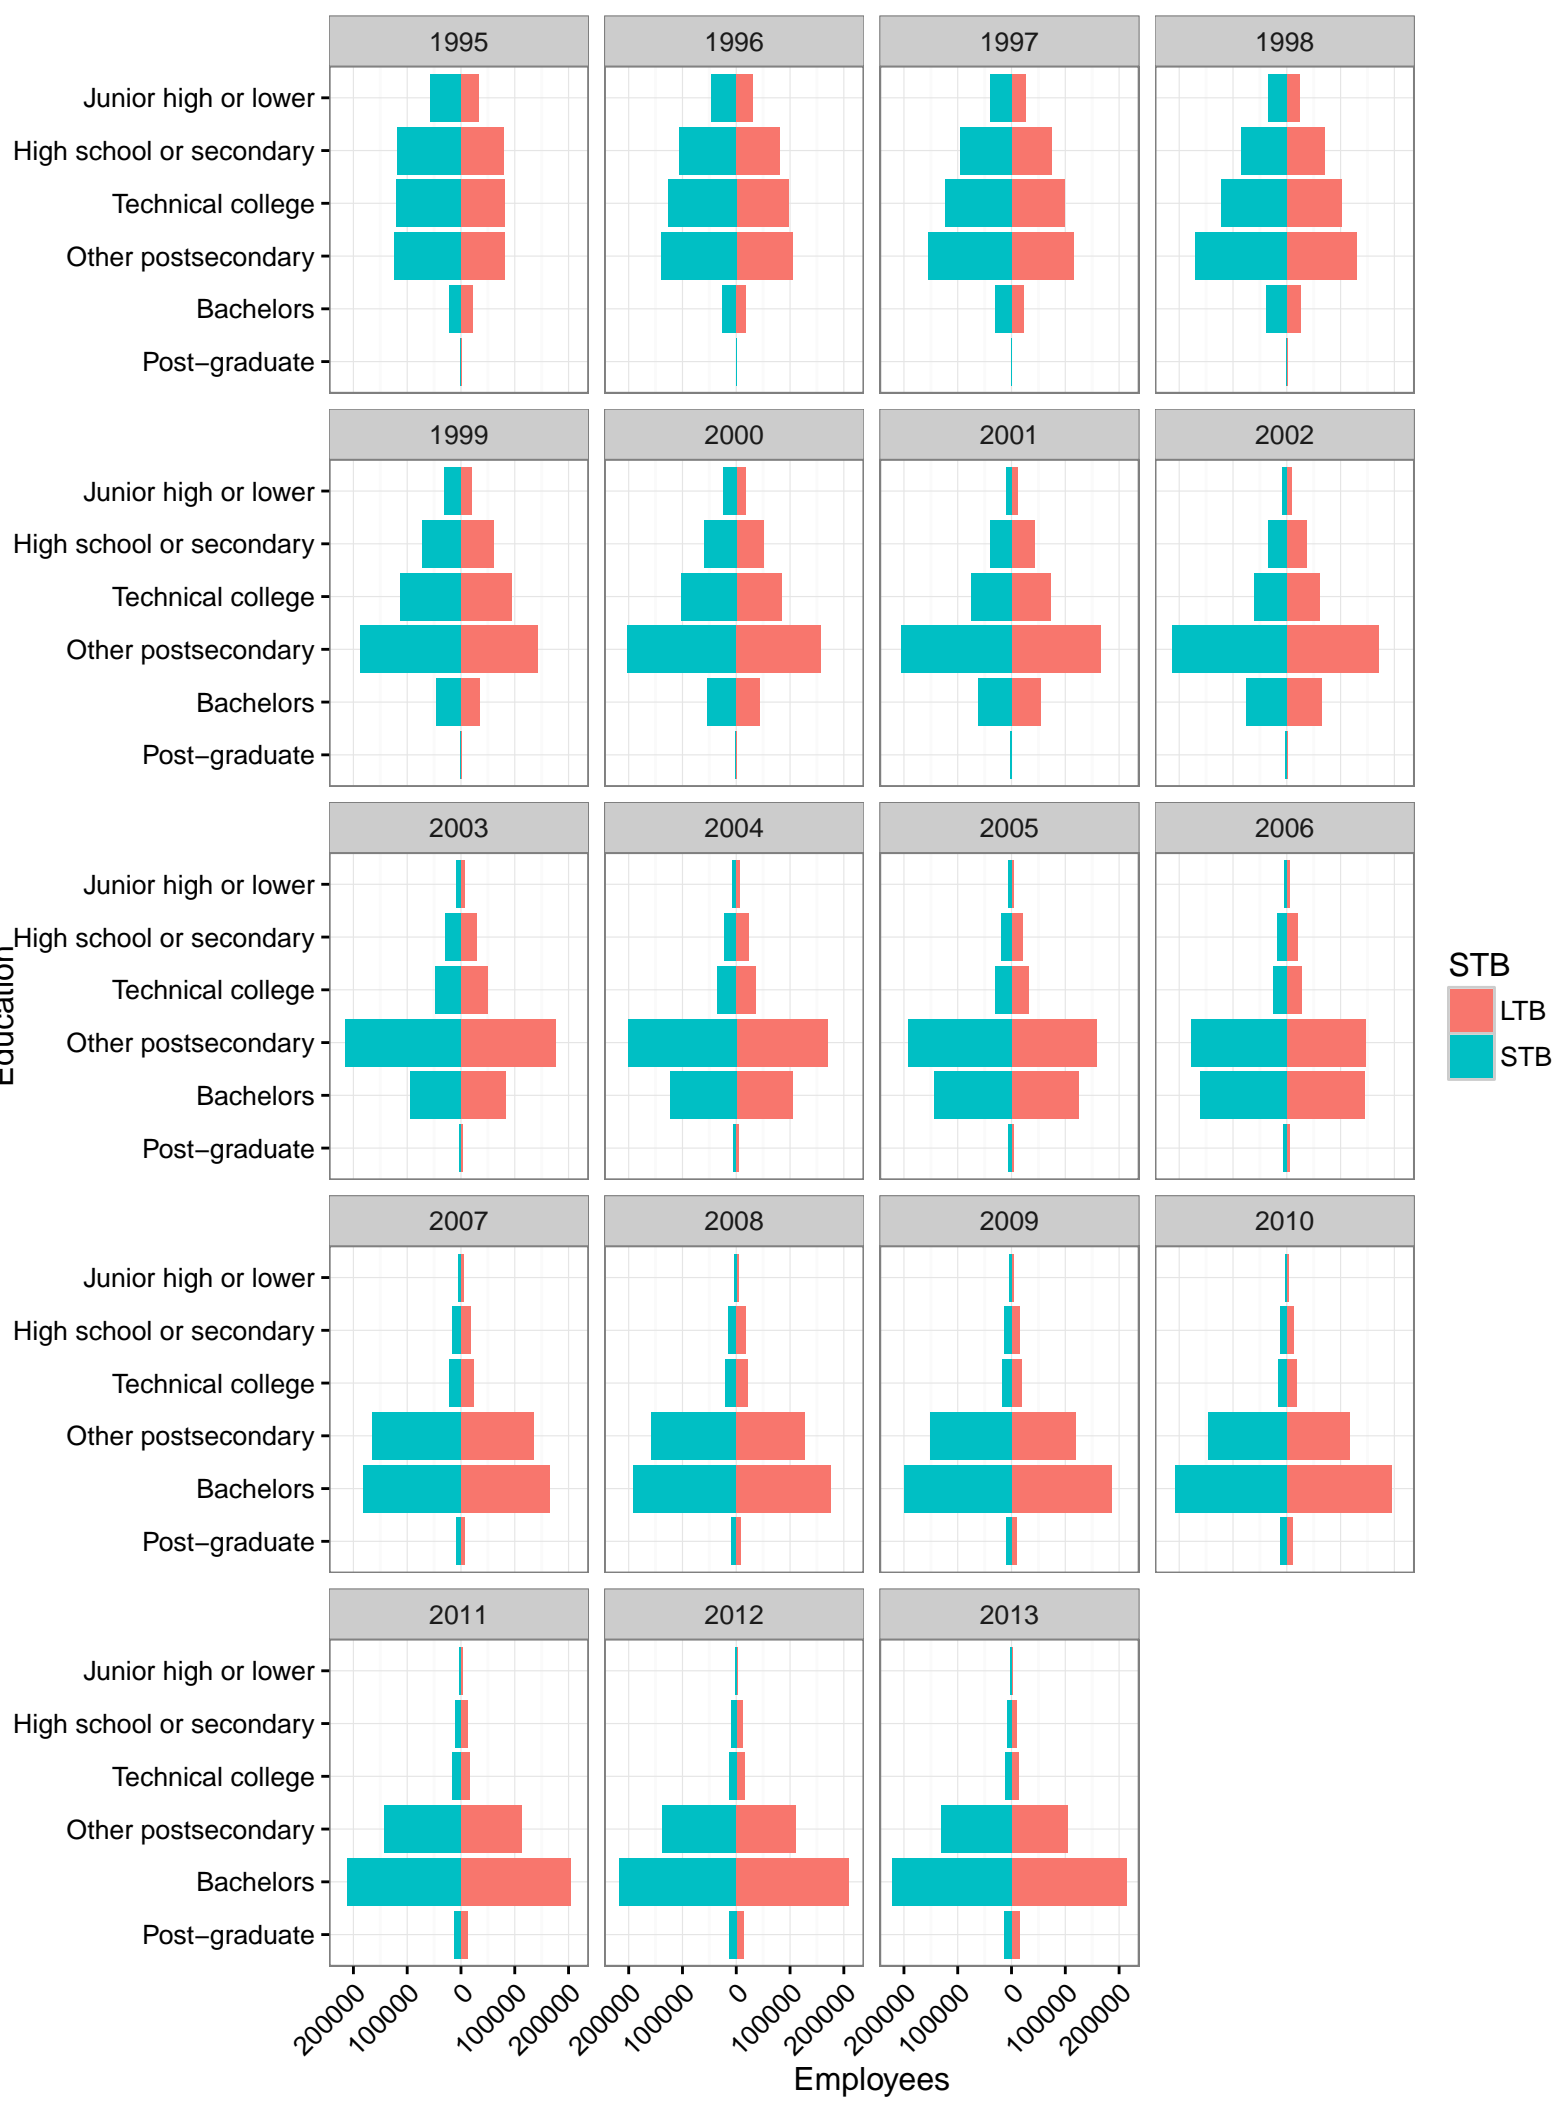 1995 1996 1997 1998
Junior high or lower
High school or secondary
Technical college
Other postsecondary
Bachelors
Post−graduate
1999 2000 2001 2002
Junior high or lower
High school or secondary
Technical college
Other postsecondary
Bachelors
Post−graduate
2003 2004 2005 2006
Junior high or lower
High school or secondary
Technical college
Other postsecondary
Bachelors
Post−graduate
2007 2008 2009 2010
Junior high or lower
High school or secondary
Technical college
Other postsecondary
Bachelors
Post−graduate
2011 2012 2013
Junior high or lower
High school or secondary
Technical college
Other postsecondary
Bachelors
Post−graduate
200000 100000 0 100000 200000 200000 100000 0 100000 200000 200000 100000 0 100000 200000
Employees
Education
STB
LTB
STB